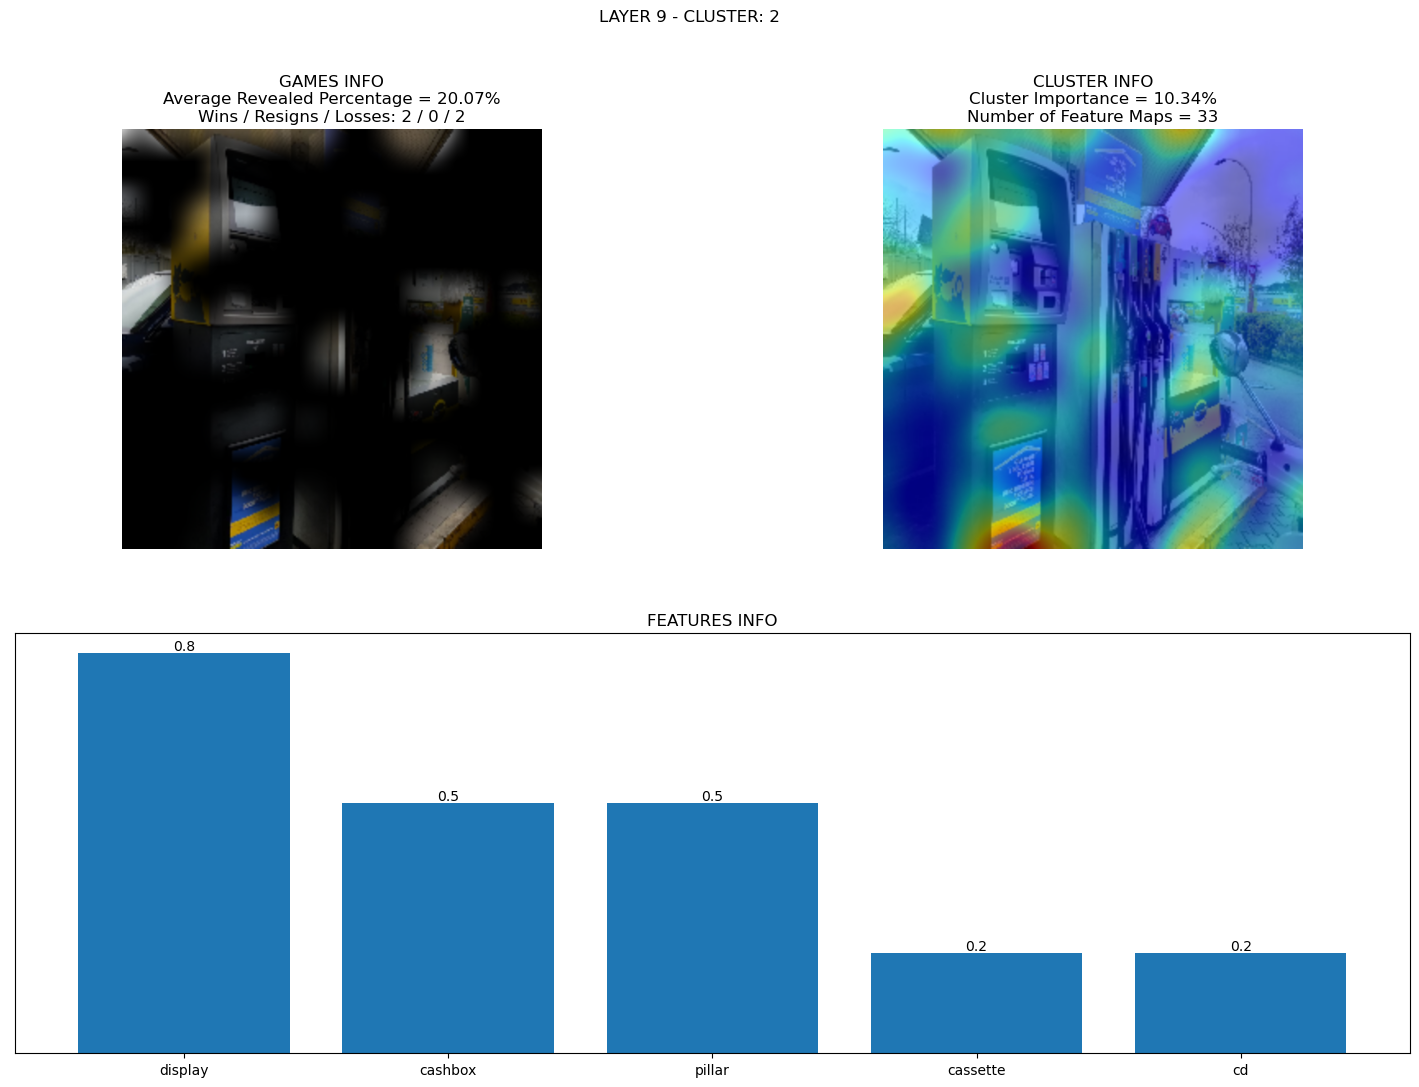 LAYER 9 - CLUSTER: 2
GAMES INFO
Average Revealed Percentage = 20.07%
Wins / Resigns / Losses: 2 / 0 / 2
CLUSTER INFO
Cluster Importance = 10.34%
Number of Feature Maps = 33
FEATURES INFO
0.8
0.5
0.5
0.2
0.2
display
cashbox
pillar
cassette
cd